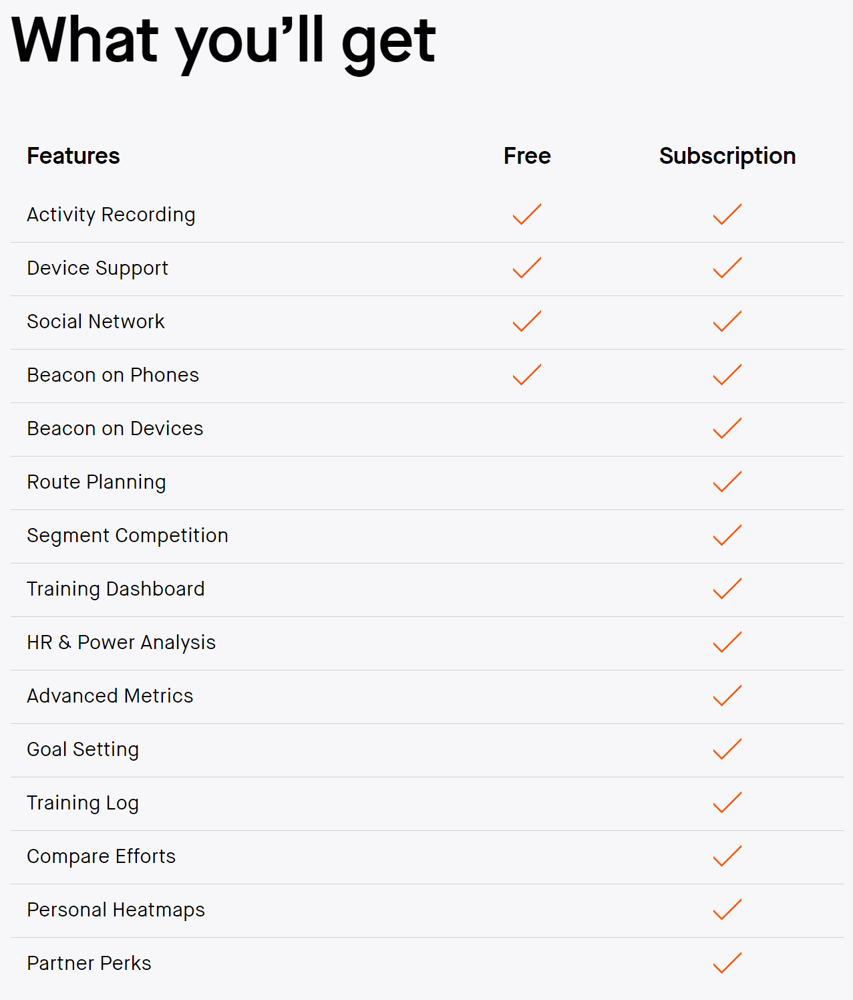 What you’ll get
Features Free Subscription
Activity Recording
Device Support
Social Network
Beacon on Phones
Beacon on Devices
Route Planning
Segment Competition
Training Dashboard
HR & Power Analysis
Advanced Metrics
Goal Setting
Training Log
Compare Efforts
Personal Heatmaps
Partner Perks